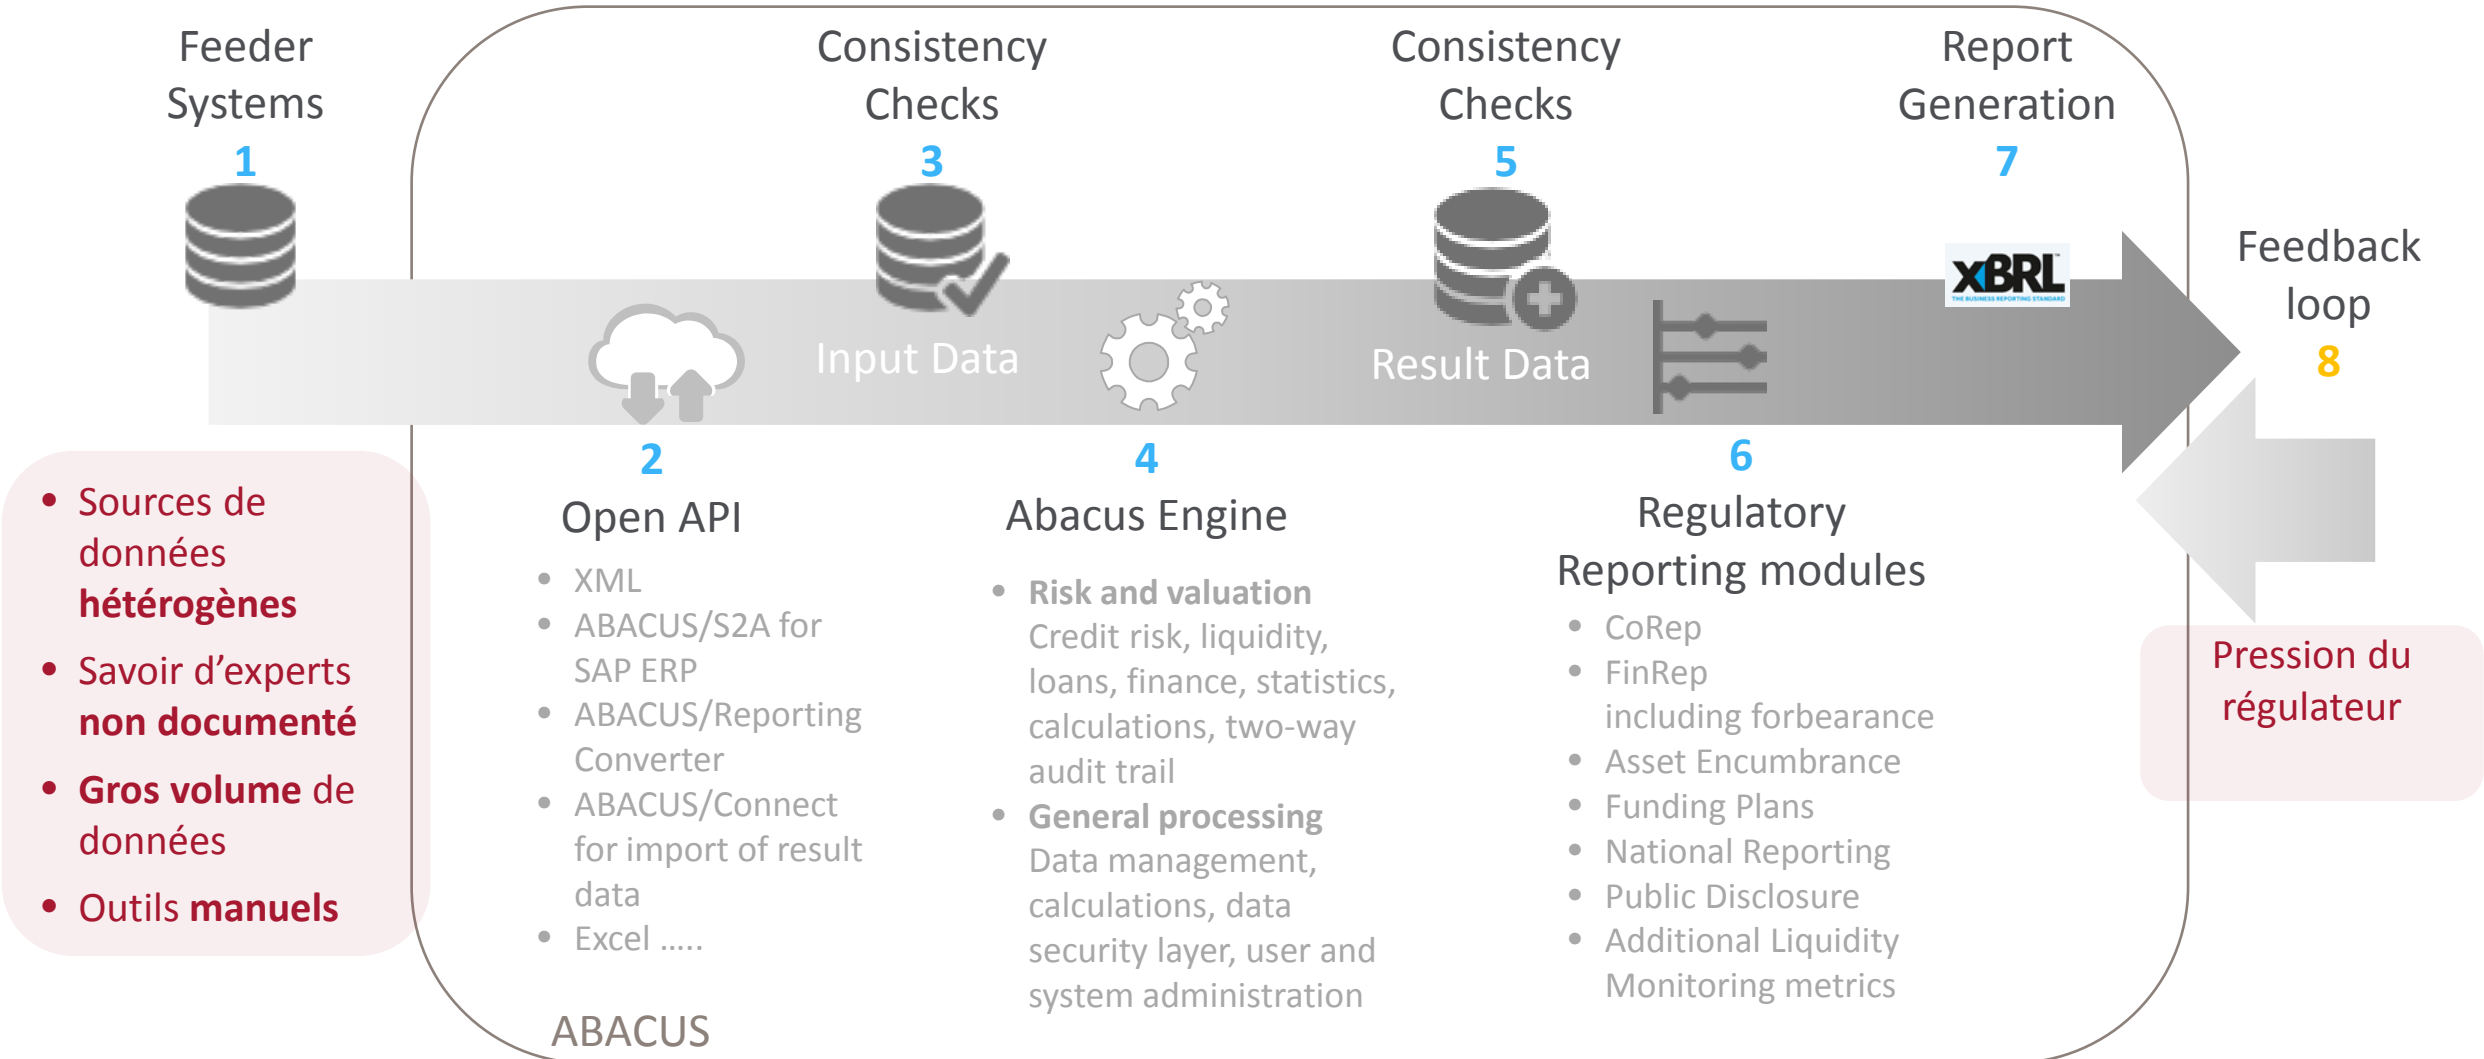 Feeder
Systems
1
Consistency
Checks
3
Consistency
Checks
5
Report
Generation
7
xBRL
THE BUSINESS REPORTING STANDARD
Feedback
loop
8
Input Data
Result Data
• Sources de
données
hétérogènes
• Savoir d’experts
non documenté
• Gros volume de
données
• Outils manuels
2
Open API
• XML
• ABACUS/S2A for
SAP ERP
• ABACUS/Reporting
Converter
• ABACUS/Connect
for import of result
data
• Excel .....
ABACUS
4
Abacus Engine
• Risk and valuation
Credit risk, liquidity,
loans, finance, statistics,
calculations, two-way
audit trail
• General processing
Data management,
calculations, data
security layer, user and
system administration
6
Regulatory
Reporting modules
• CoRep
• FinRep
including forbearance
• Asset Encumbrance
• Funding Plans
• National Reporting
• Public Disclosure
• Additional Liquidity
Monitoring metrics
Pression du
régulateur